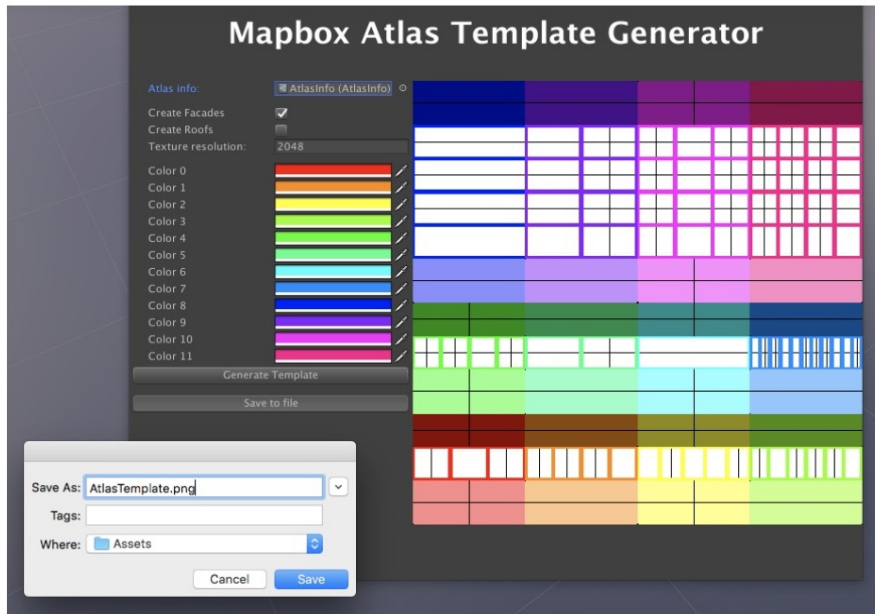 Mapbox Atlas Template Generator
Atlas info: AtlasInfo (AtlasInfo)
Create Facades
Create Roofs
Texture resolution: 2048
Color 0
Color 1
Color 2
Color 3
Color 4
Color 5
Color 6
Color 7
Color 8
Color 9
Color 10
Color 11
Generate Template
Save to file
Save As: AtlasTemplate.png
Tags:
Where: Assets
Cancel Save